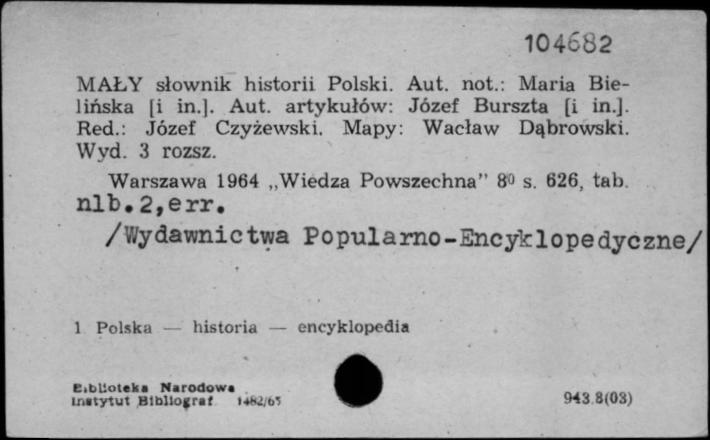 104682
MAŁY słownik historii Polski. Aut. not.: Maria Bie-
lińska [i in.]. Aut. artykułów: Józef Burszta [i in.].
Red.: Józef Czyżewski. Mapy: Wacław Dąbrowski.
Wyd. 3 rozsz.
Warszawa 1964 „Wiedza Powszechna” 8⁰ s. 626, tab.
nlb.2,err.
/Wydawnictwa Popularno-Encyklopedyczne/
1 Polska — historia — encyklopedia
Biblioteka Narodowa
Instytut Bibliograf 1482/65
943.8(03)